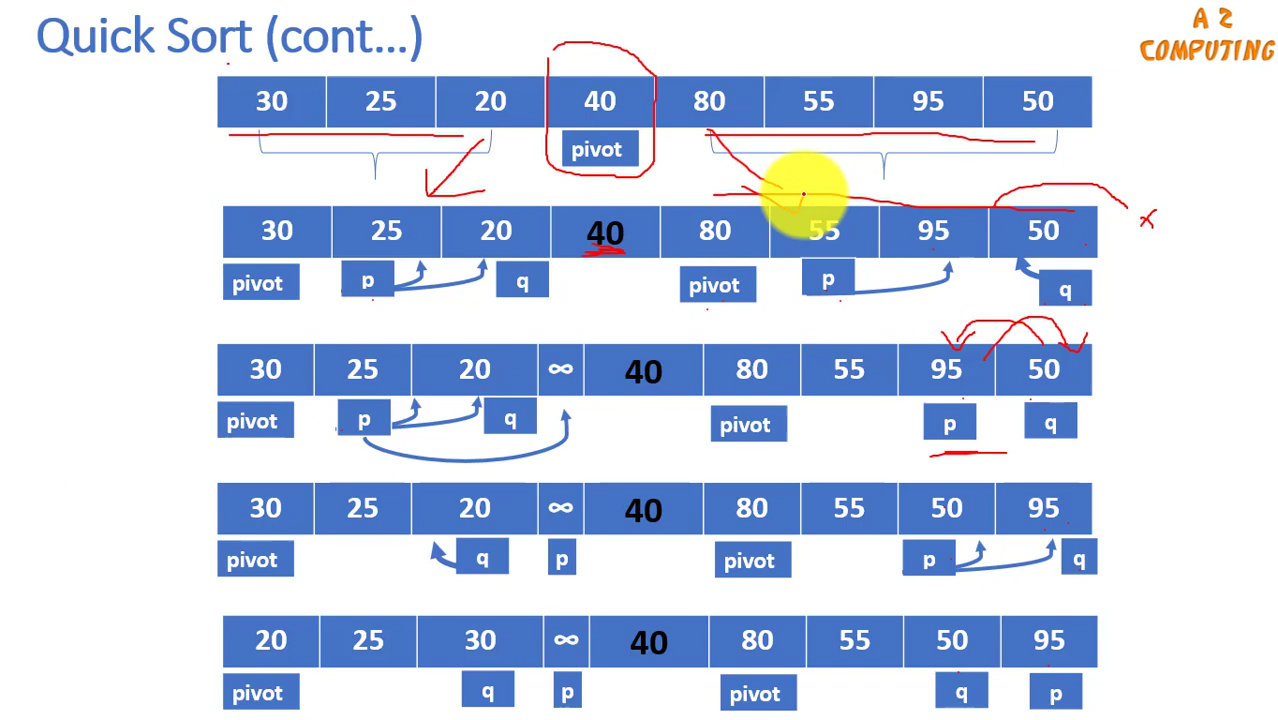 Quick Sort (cont...)
A Z
COMPUTING
30 25 20 40 80 55 95 50
pivot
30 25 20 40 80 55 95 50
pivot p q pivot p q
30 25 20 ∞ 40 80 55 95 50
pivot p q pivot p q
30 25 20 ∞ 40 80 55 50 95
pivot q p pivot p q
20 25 30 ∞ 40 80 55 50 95
pivot q p pivot q p